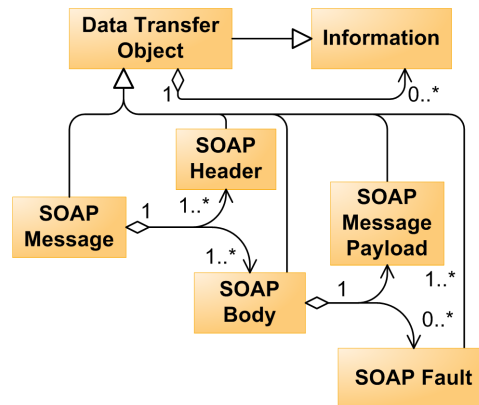 Data Transfer
Object
Information
1
0..*
SOAP
Header
SOAP
Message
1
1..*
1..*
SOAP
Message
Payload
SOAP
Body
1
1..*
0..*
SOAP Fault